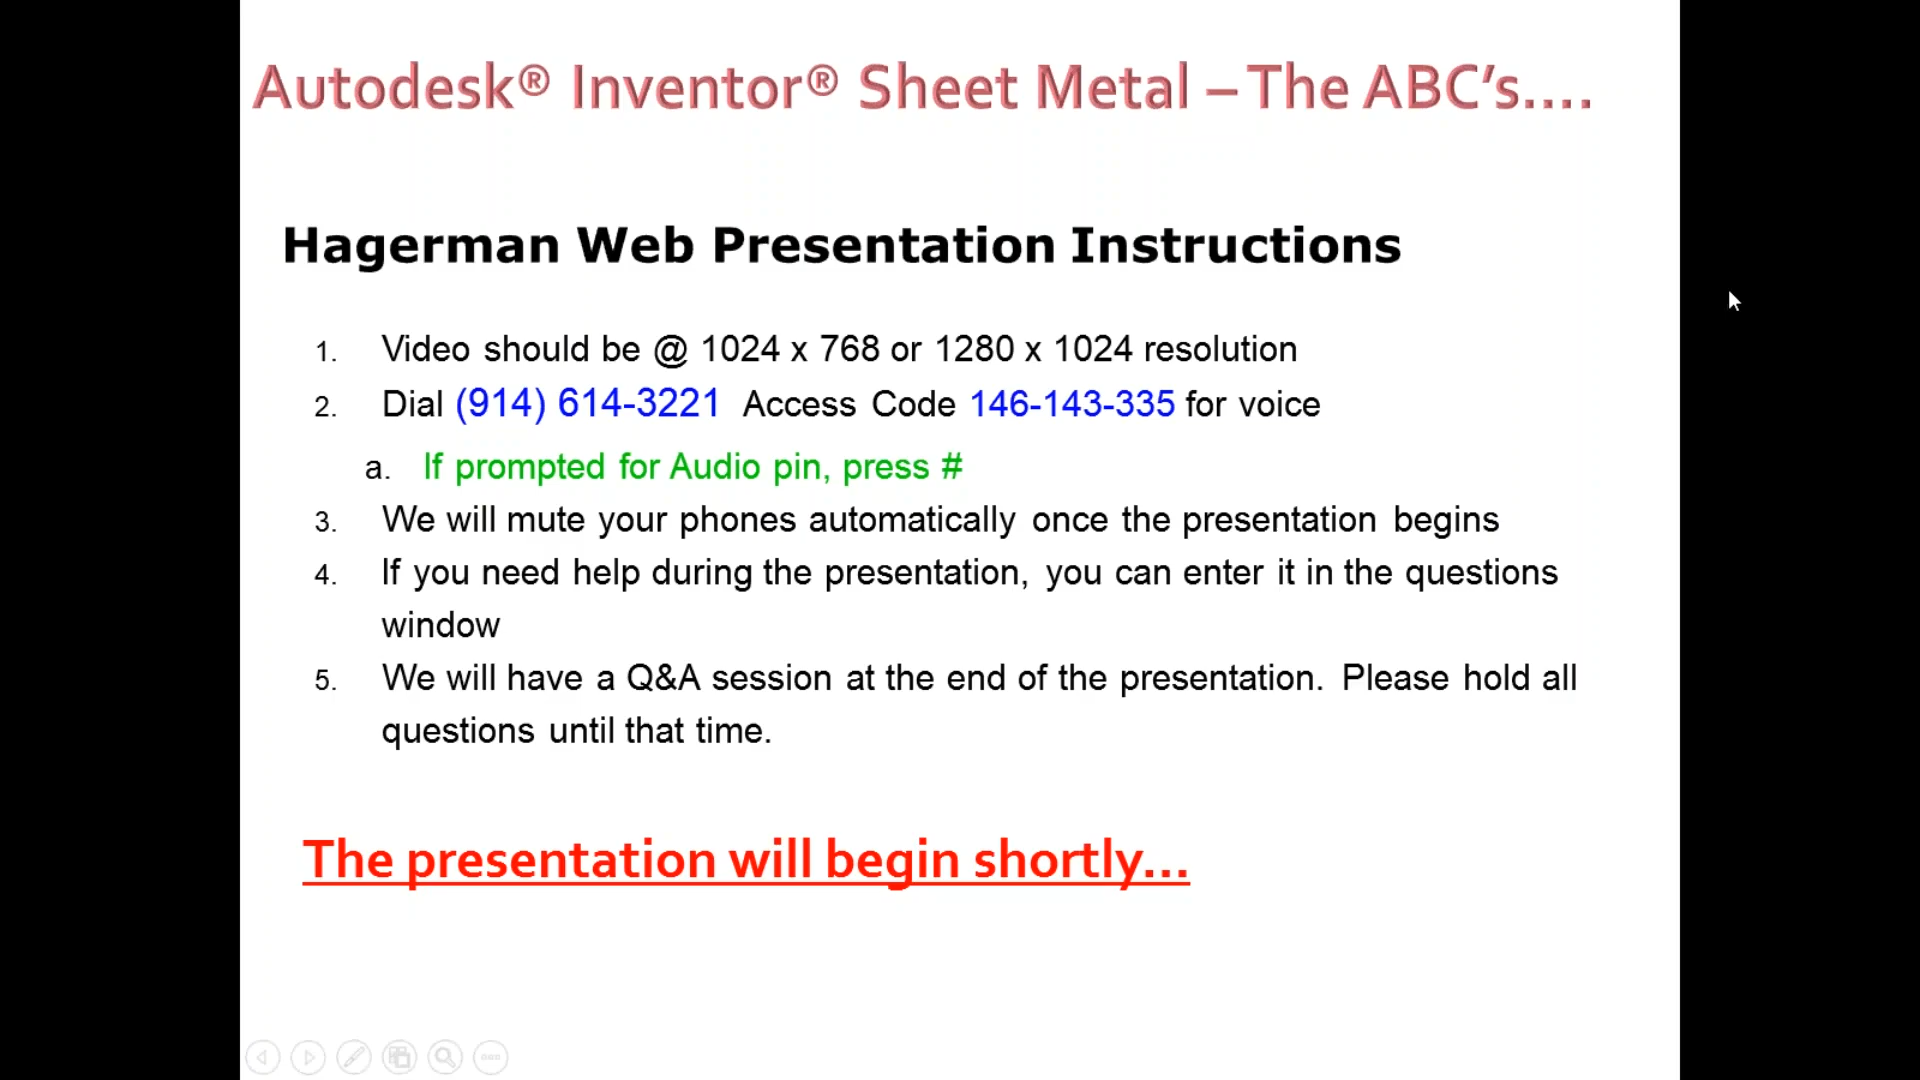 Autodesk® Inventor® Sheet Metal – The ABC’s....
Hagerman Web Presentation Instructions
1. Video should be @ 1024 x 768 or 1280 x 1024 resolution
2. Dial (914) 614-3221 Access Code 146-143-335 for voice
a. If prompted for Audio pin, press #
3. We will mute your phones automatically once the presentation begins
4. If you need help during the presentation, you can enter it in the questions
window
5. We will have a Q&A session at the end of the presentation. Please hold all
questions until that time.
The presentation will begin shortly...